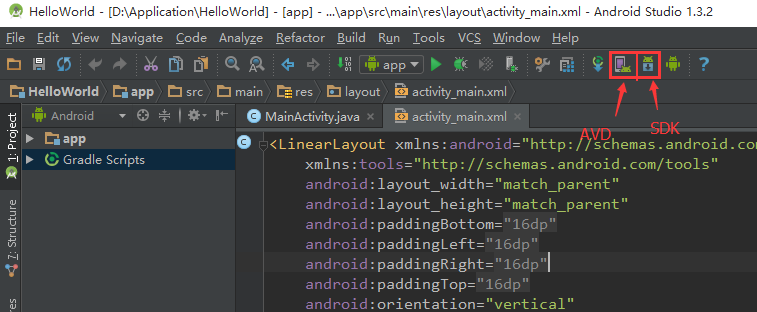 HelloWorld - [D:\Application\HelloWorld] - [app] - ...\app\src\main\res\layout\activity_main.xml - Android Studio 1.3.2
File Edit View Navigate Code Analyze Refactor Build Run Tools VCS Window Help
app
HelloWorld app src main res layout activity_main.xml
AVD SDK
Android
MainActivity.java activity_main.xml
1: Project
app
Gradle Scripts
7: Structure
<LinearLayout xmlns:android="http://schemas.android.co
xmlns:tools="http://schemas.android.com/tools"
android:layout_width="match_parent"
android:layout_height="match_parent"
android:paddingBottom="16dp"
android:paddingLeft="16dp"
android:paddingRight="16dp"
android:paddingTop="16dp"
android:orientation="vertical"